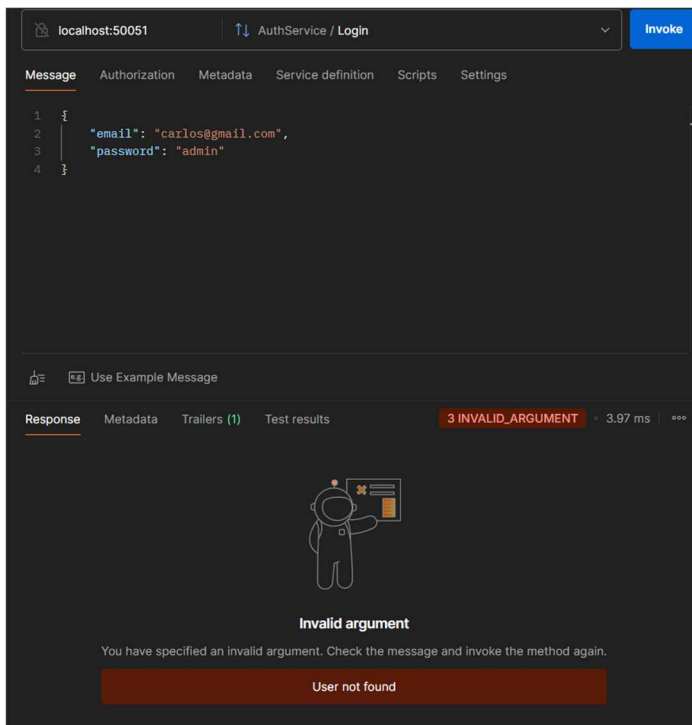 localhost:50051 AuthService / Login Invoke
Message Authorization Metadata Service definition Scripts Settings
1 {
2 "email": "carlos@gmail.com",
3 "password": "admin"
4 }
e.g. Use Example Message
Response Metadata Trailers (1) Test results 3 INVALID_ARGUMENT 3.97 ms
Invalid argument
You have specified an invalid argument. Check the message and invoke the method again.
User not found